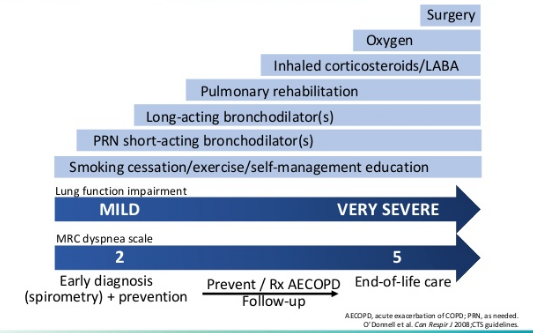 Surgery
Oxygen
Inhaled corticosteroids/LABA
Pulmonary rehabilitation
Long-acting bronchodilator(s)
PRN short-acting bronchodilator(s)
Smoking cessation/exercise/self-management education
Lung function impairment
MILD VERY SEVERE
MRC dyspnea scale
2 5
Early diagnosis
(spirometry) + prevention
Prevent / Rx AECOPD
Follow-up
End-of-life care
AECOPD, acute exacerbation of COPD; PRN, as needed.
O'Donnell et al. Can Respir J 2008;CTS guidelines.